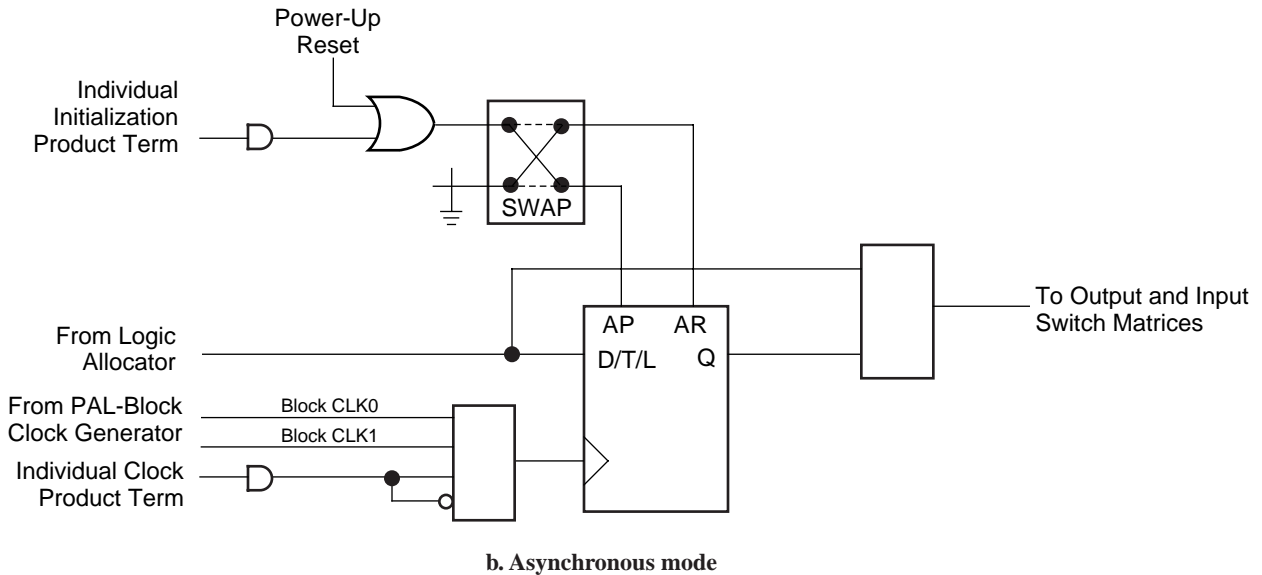 Power-Up
Reset
Individual
Initialization
Product Term
SWAP
AP AR
D/T/L Q
To Output and Input
Switch Matrices
From Logic
Allocator
From PAL-Block
Clock Generator
Block CLK0
Block CLK1
Individual Clock
Product Term
b. Asynchronous mode